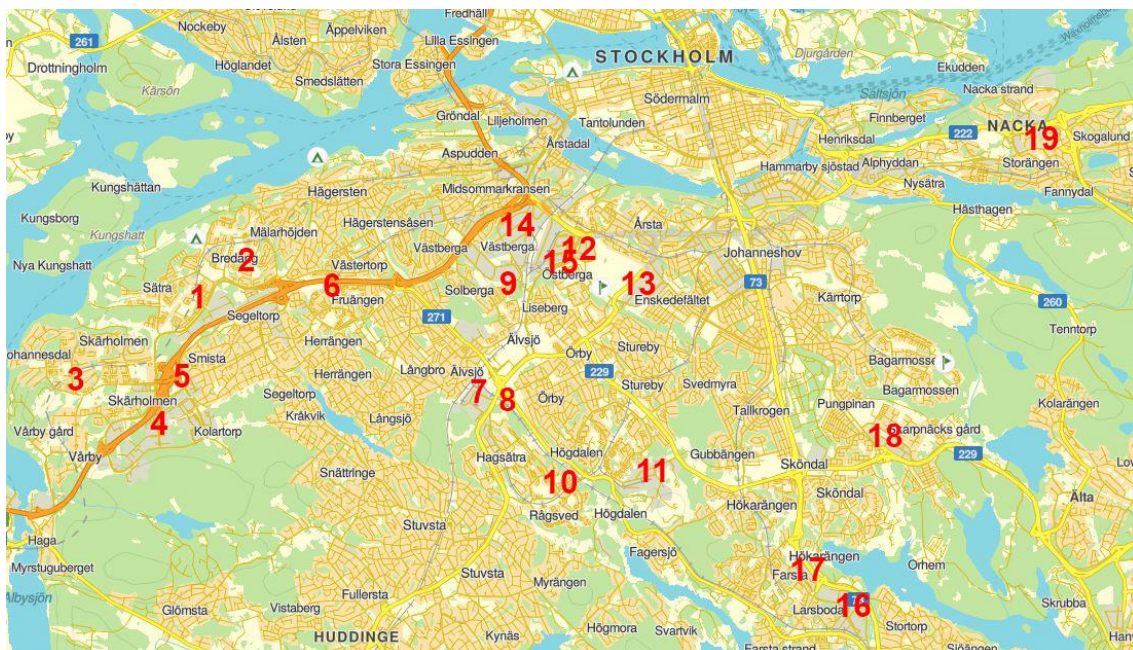 Nockeby
Åppelviken
Fredhäll
261
Ålsten
Lilla Essingen
Drottningholm
Höglandet
Stora Essingen
STOCKHOLM
Djurgården
Kärsön
Smedslätten
Ekudden
Saltsjön
Nacka strand
Södermalm
Gröndal
Liljeholmen
Tantolunden
Finnberget
NACKA
Årstadal
Henriksdal
222
19
Skogalund
Aspudden
Hammarby sjöstad
Alphyddan
Storängen
Kungshättan
Hägersten
Midsommarkransen
Nysätra
Fannydal
Kungsborg
Mälarhöjden
Hägerstensåsen
14
Årsta
Hästhagen
Kungshatt
Västberga
Västberga
12
Johanneshov
Nya Kungshatt
2
Bredäng
Västertorp
15
Östberga
Sätra
1
6
Solberga
9
13
73
Kärrtorp
260
Fruängen
Enskedefältet
Segeltorp
271
Liseberg
Tenntorp
Skärholmen
Herrängen
Älvsjö
Stureby
Johannesdal
Smista
Örby
Bagarmossen
3
5
Herrängen
Långbro
Älvsjö
229
Stureby
Svedmyra
Bagarmossen
Skärholmen
Segeltorp
7
8
Örby
Tallkrogen
Pungpinan
Kolarängen
Vårby gård
4
Kolartorp
Kråkvik
Långsjö
18
Skarpnäcks gård
Vårby
Hagsätra
Högdalen
Gubbängen
229
Snättringe
10
11
Sköndal
Rågsved
Högdalen
Hökarängen
Sköndal
Älta
Stuvsta
Haga
Fagersjö
Hökarängen
Myrstuguberget
Stuvsta
Myrängen
17
Farsta
Orhem
Albysjön
Fullersta
Glömsta
Vistaberg
16
Larsboda
Skrubba
HUDDINGE
Kynäs
Högmora
Svartvik
Stortorp
Farsta strand
Sjöängen